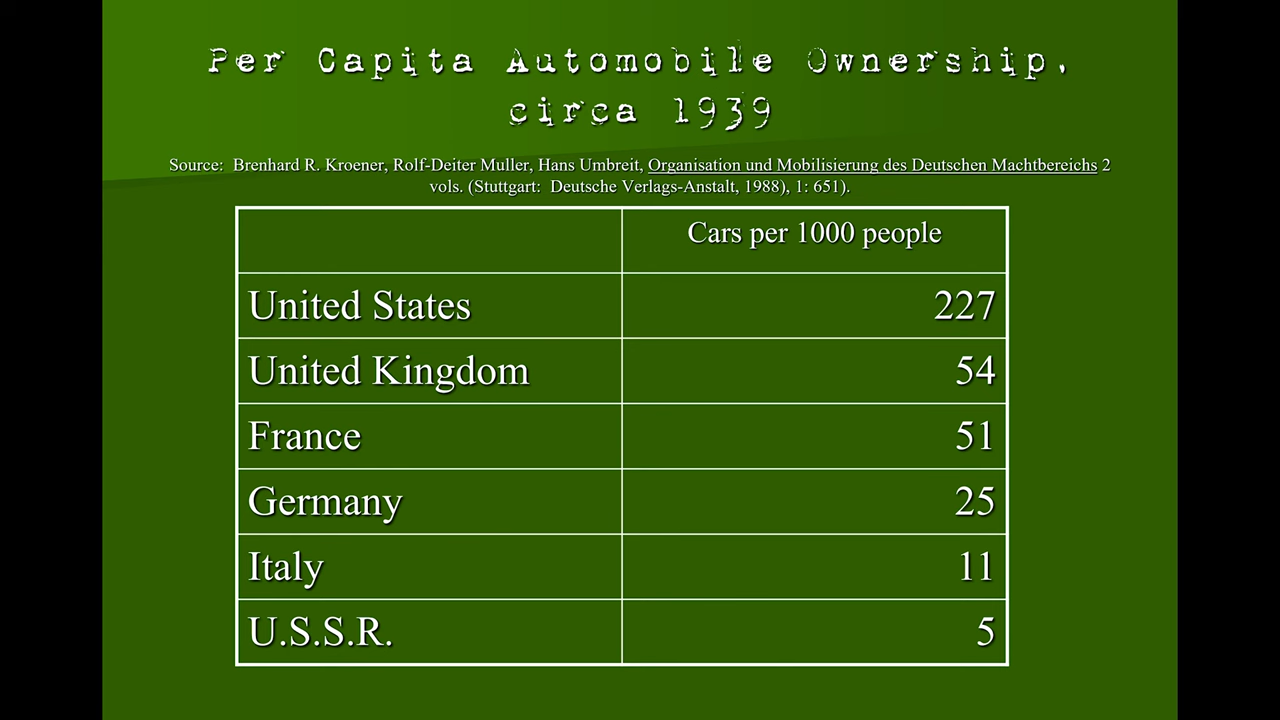 Per Capita Automobile Ownership,
circa 1939
Source:  Brenhard R. Kroener, Rolf-Deiter Muller, Hans Umbreit, Organisation und Mobilisierung des Deutschen Machtbereichs 2
vols. (Stuttgart:  Deutsche Verlags-Anstalt, 1988), 1: 651).
Cars per 1000 people
United States 227
United Kingdom 54
France 51
Germany 25
Italy 11
U.S.S.R. 5